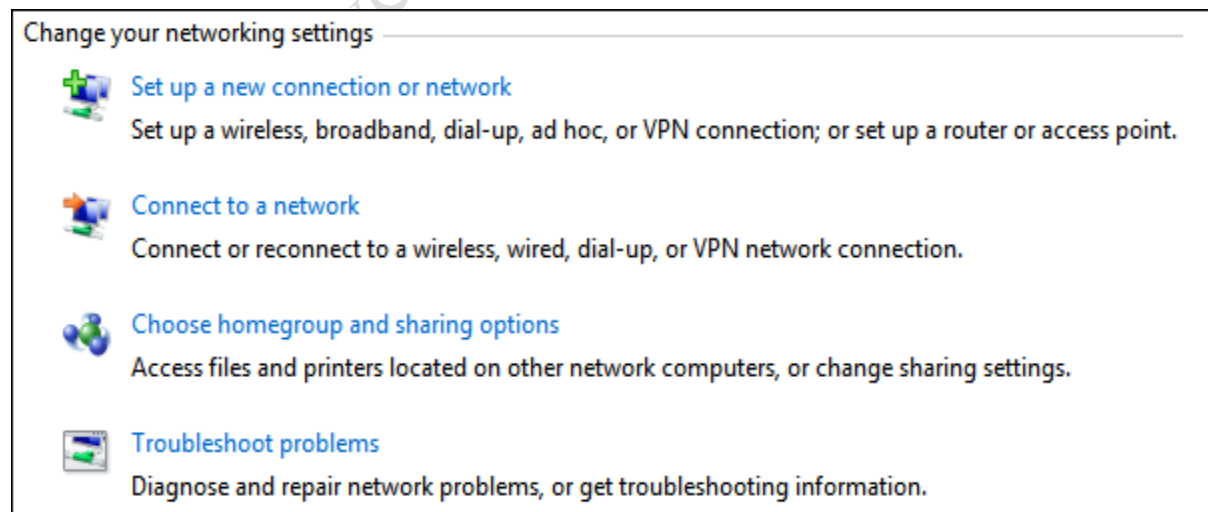 Change your networking settings
Set up a new connection or network
Set up a wireless, broadband, dial-up, ad hoc, or VPN connection; or set up a router or access point.
Connect to a network
Connect or reconnect to a wireless, wired, dial-up, or VPN network connection.
Choose homegroup and sharing options
Access files and printers located on other network computers, or change sharing settings.
Troubleshoot problems
Diagnose and repair network problems, or get troubleshooting information.